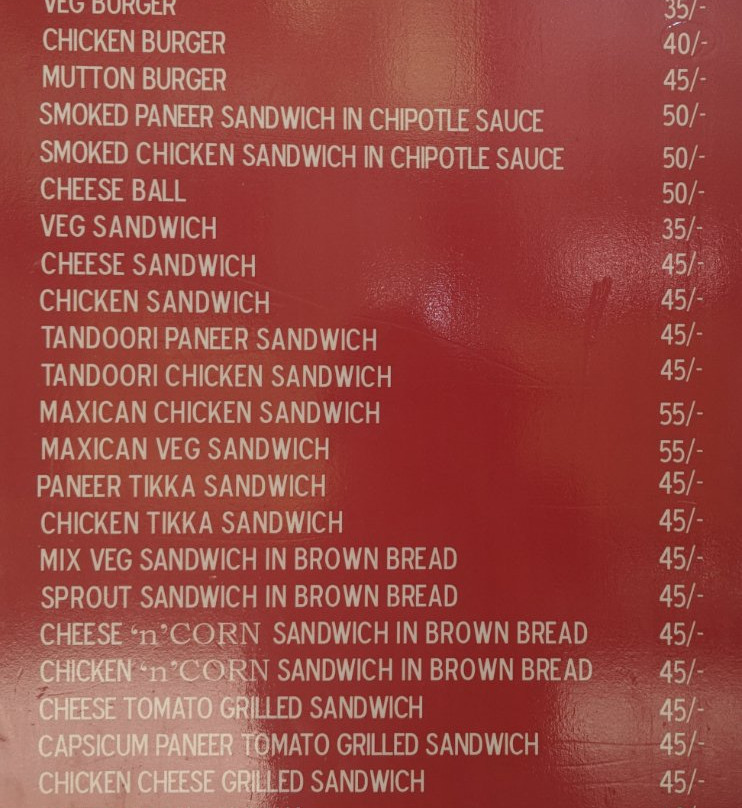 VEG BURGER 35/-
CHICKEN BURGER 40/-
MUTTON BURGER 45/-
SMOKED PANEER SANDWICH IN CHIPOTLE SAUCE 50/-
SMOKED CHICKEN SANDWICH IN CHIPOTLE SAUCE 50/-
CHEESE BALL 50/-
VEG SANDWICH 35/-
CHEESE SANDWICH 45/-
CHICKEN SANDWICH 45/-
TANDOORI PANEER SANDWICH 45/-
TANDOORI CHICKEN SANDWICH 45/-
MAXICAN CHICKEN SANDWICH 55/-
MAXICAN VEG SANDWICH 55/-
PANEER TIKKA SANDWICH 45/-
CHICKEN TIKKA SANDWICH 45/-
MIX VEG SANDWICH IN BROWN BREAD 45/-
SPROUT SANDWICH IN BROWN BREAD 45/-
CHEESE ‘n’CORN SANDWICH IN BROWN BREAD 45/-
CHICKEN ‘n’CORN SANDWICH IN BROWN BREAD 45/-
CHEESE TOMATO GRILLED SANDWICH 45/-
CAPSICUM PANEER TOMATO GRILLED SANDWICH 45/-
CHICKEN CHEESE GRILLED SANDWICH 45/-